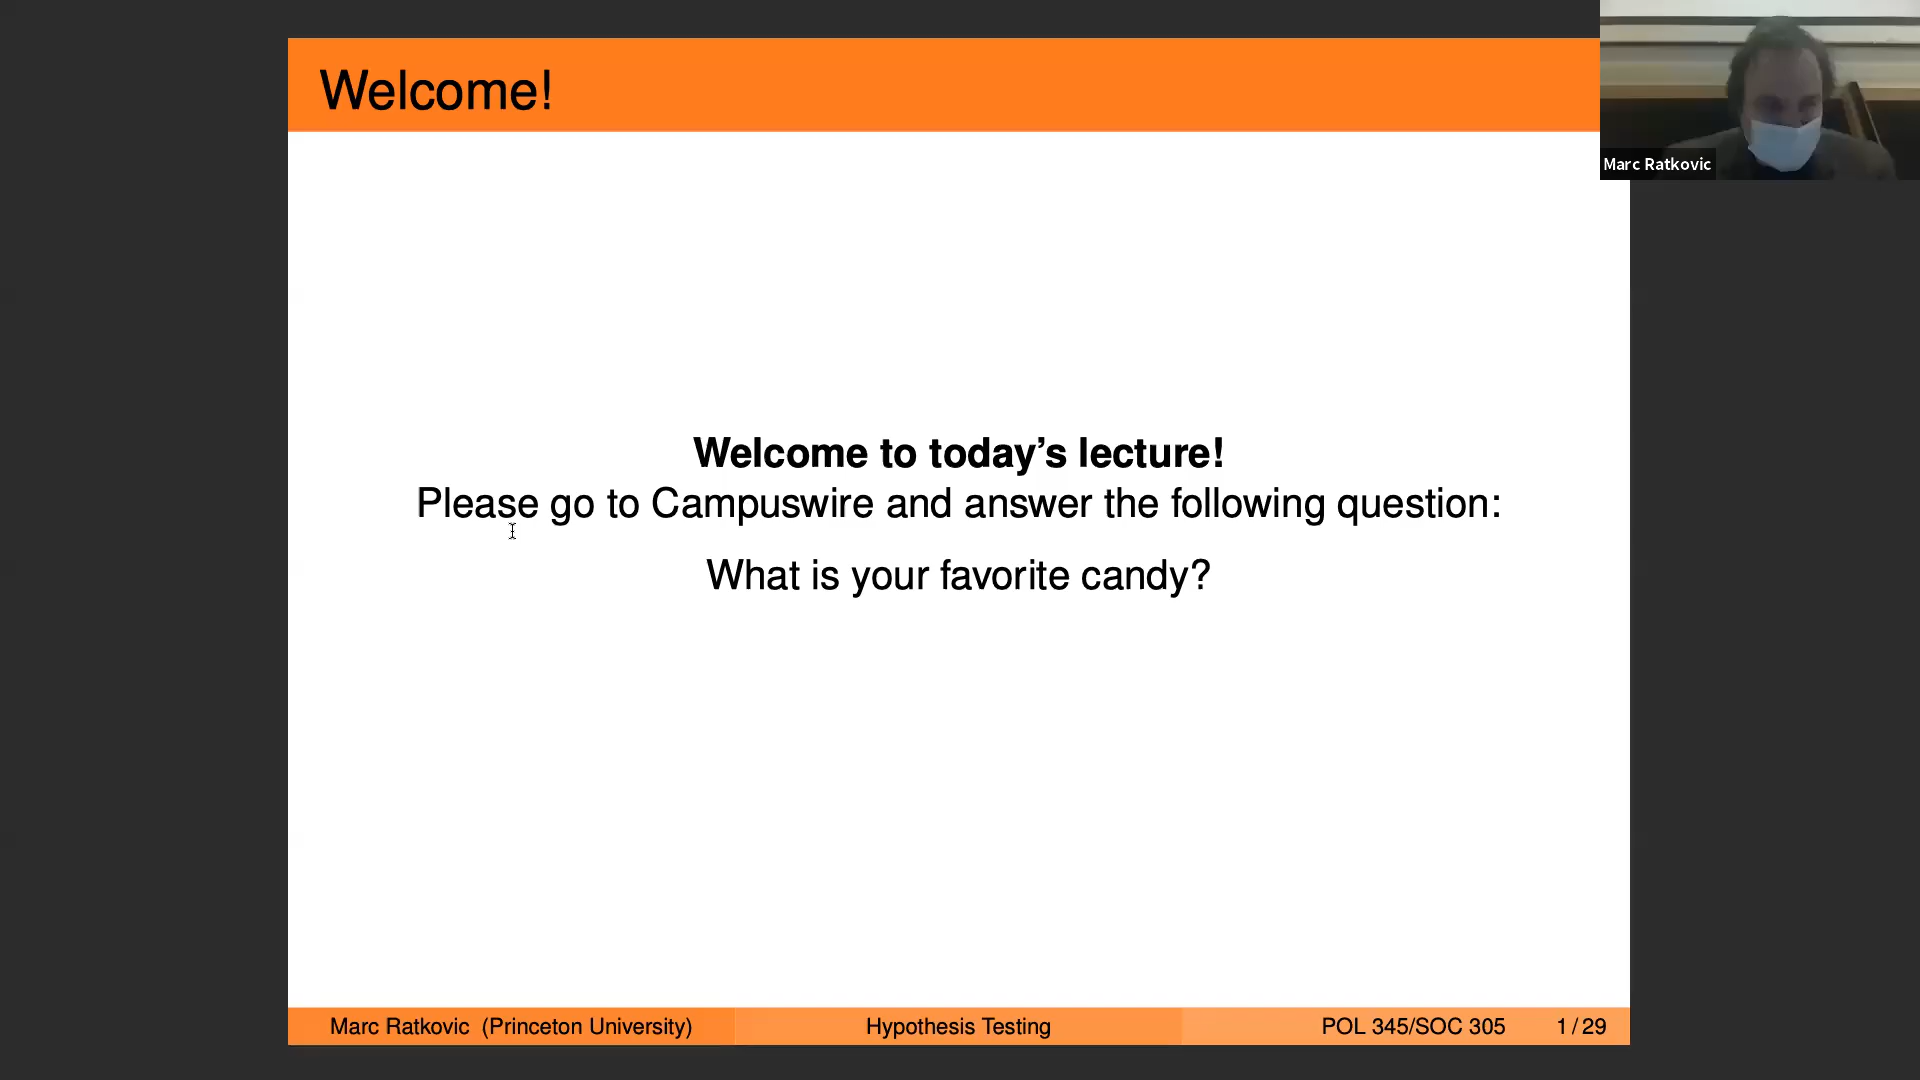 Welcome!
Marc Ratkovic
Welcome to today’s lecture!
Please go to Campuswire and answer the following question:
What is your favorite candy?
Marc Ratkovic (Princeton University)
Hypothesis Testing
POL 345/SOC 305
1 / 29